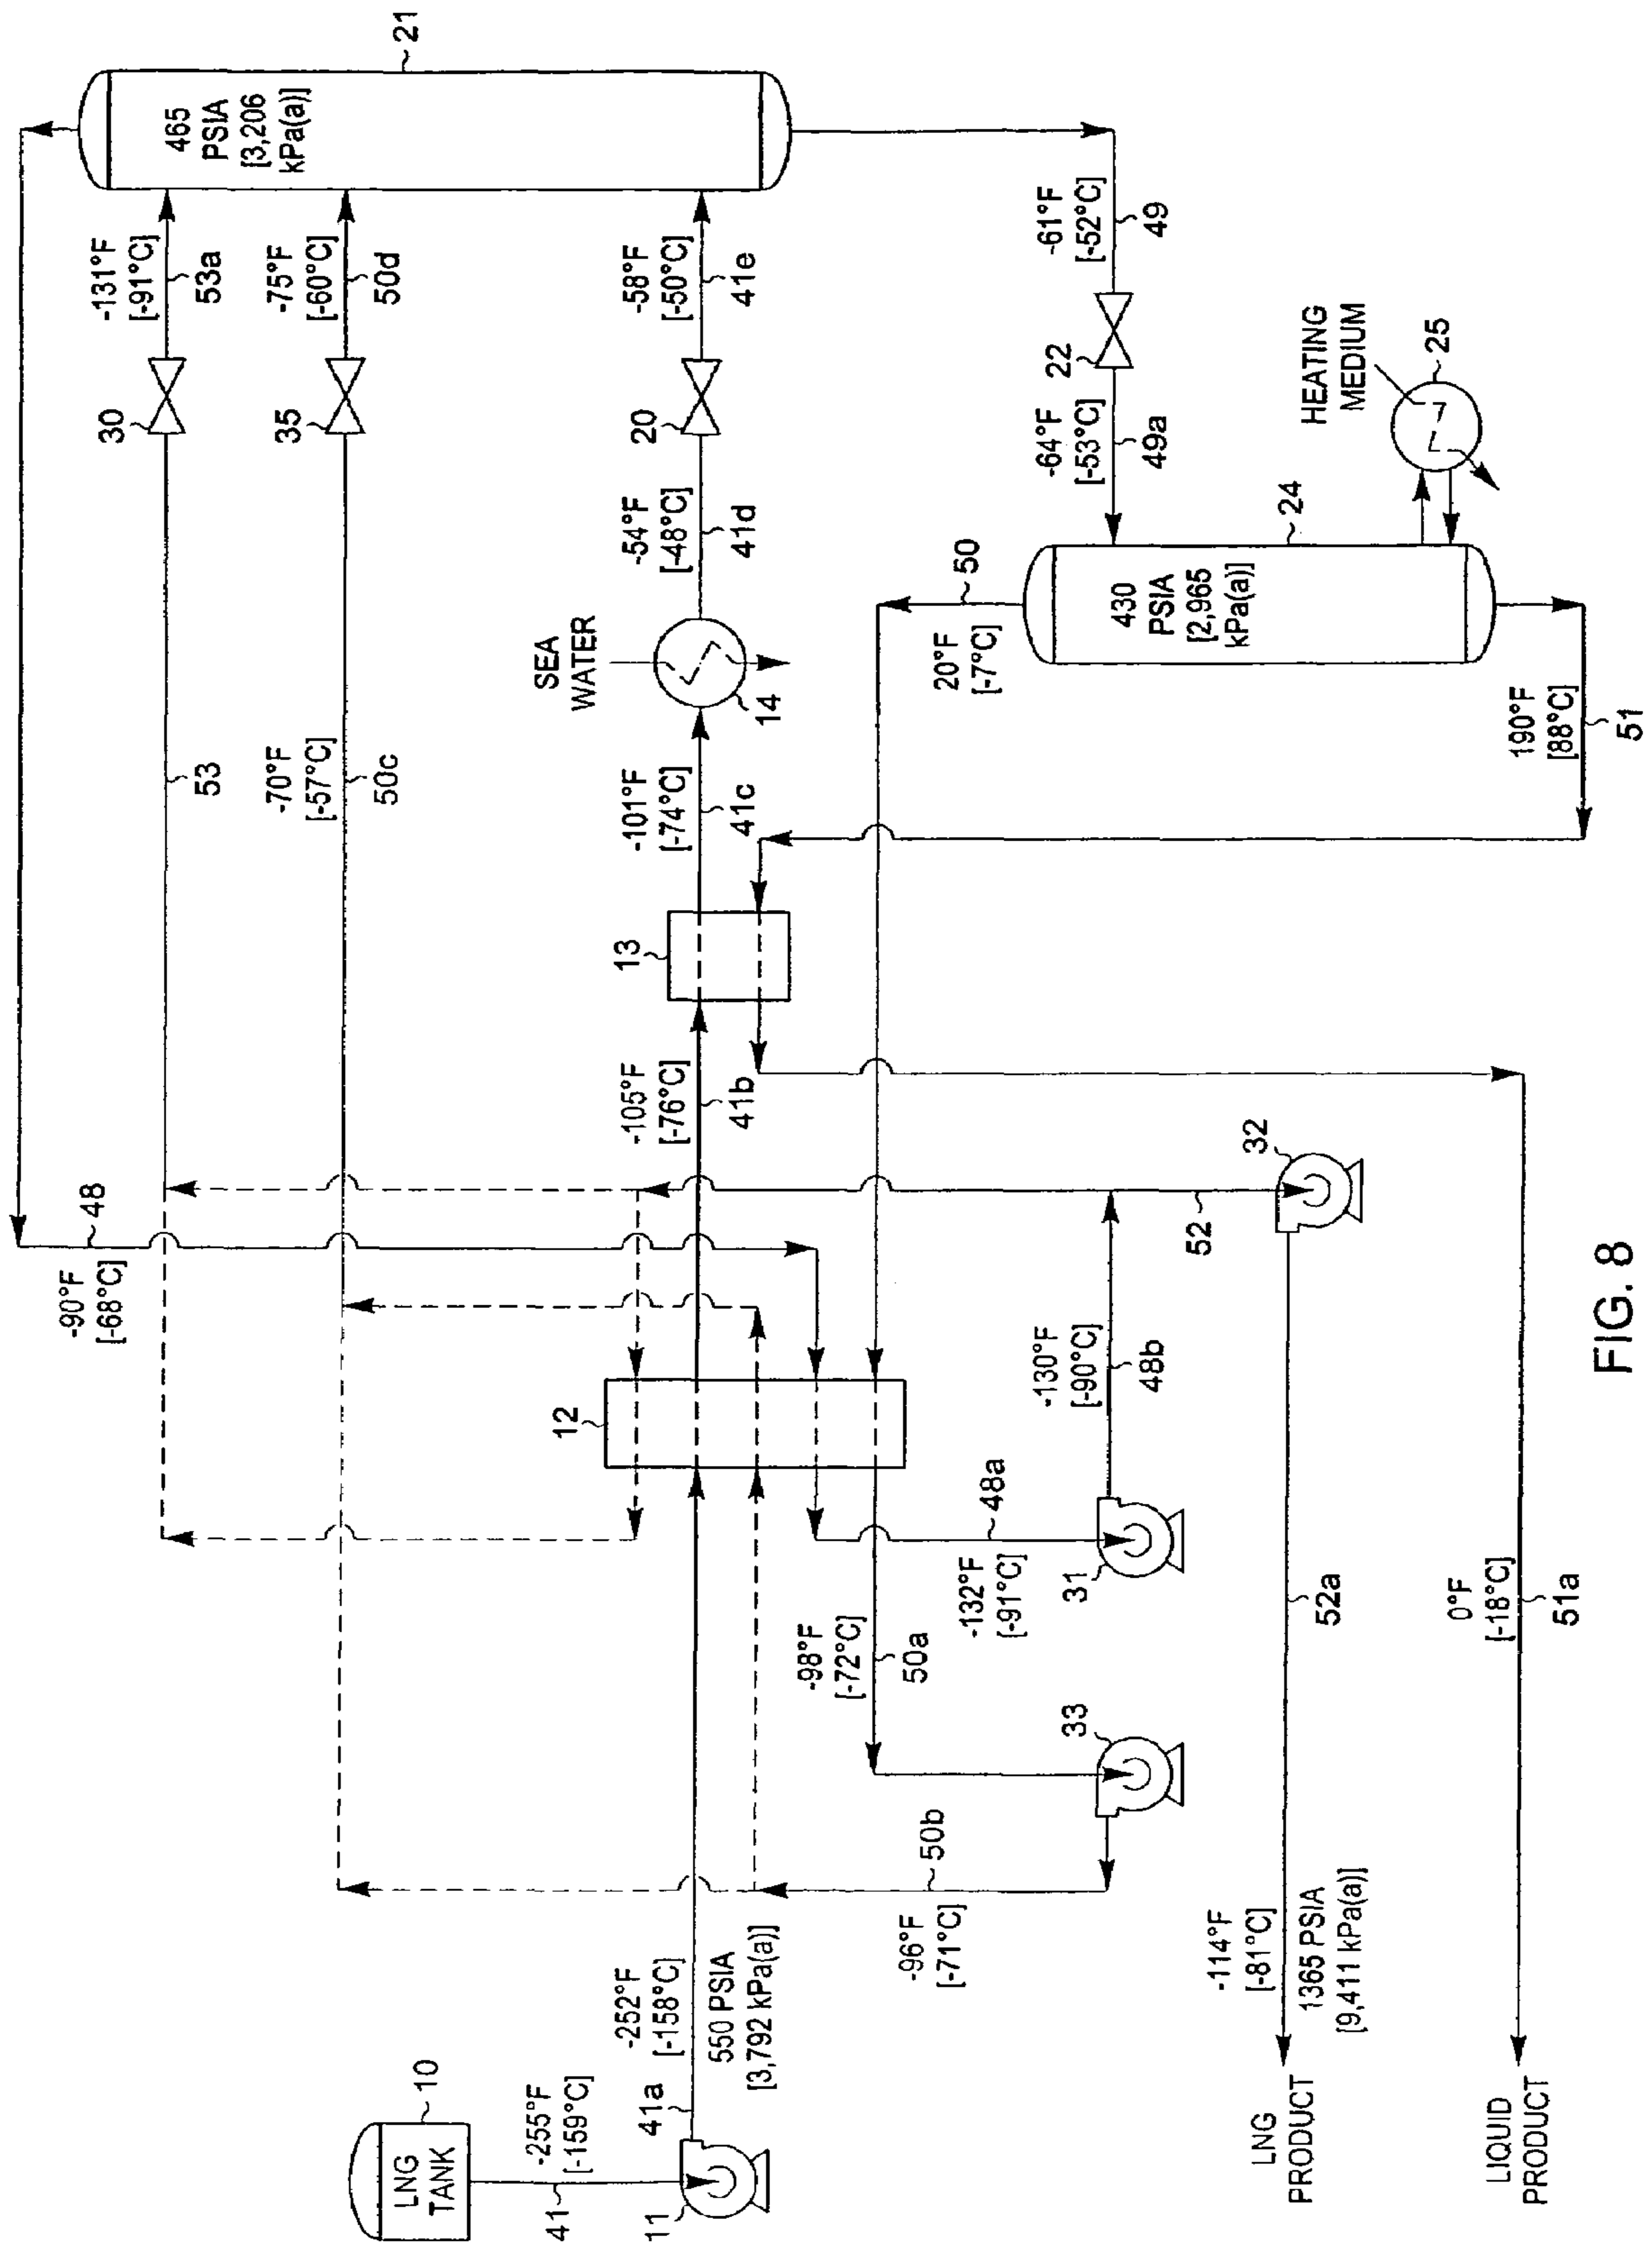 21
465
PSIA
[3,206
kPa(a)]
-131°F
[-91°C]
53a
-75°F
[-60°C]
50d
-58°F
[-50°C]
41e
-61°F
[-52°C]
49
30
35
20
22
-64°F
[-53°C]
49a
HEATING
MEDIUM
25
-54°F
[-48°C]
41d
24
430
PSIA
[2,965
kPa(a)]
50
20°F
[-7°C]
SEA
WATER
14
190°F
[88°C]
51
53
-70°F
[-57°C]
50c
-101°F
[-74°C]
41c
13
-105°F
[-76°C]
41b
48
-90°F
[-68°C]
32
52
12
-130°F
[-90°C]
48b
48a
-132°F
[-91°C]
31
-98°F
[-72°C]
50a
33
52a
0°F
[-18°C]
51a
50b
-96°F
[-71°C]
-114°F
[-81°C]
1365 PSIA
[9,411 kPa(a)]
-252°F
[-158°C]
550 PSIA
[3,792 kPa(a)]
41a
10
LNG
TANK
-255°F
[-159°C]
41
11
LNG
PRODUCT
LIQUID
PRODUCT
FIG. 8